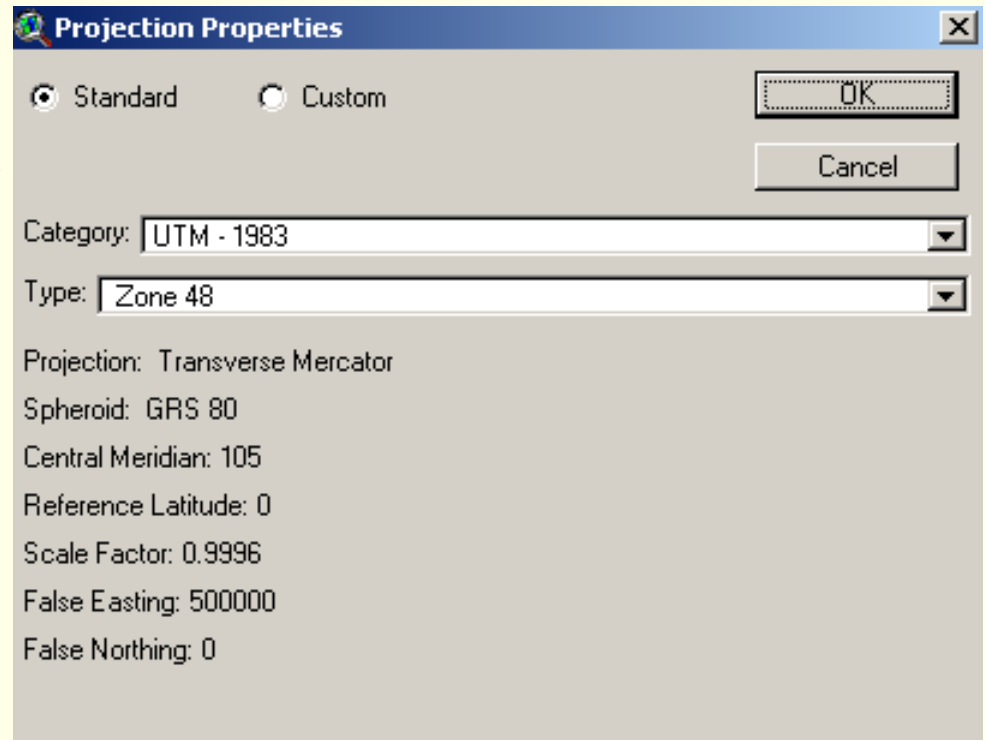 Projection Properties
Standard Custom OK
Cancel
Category: UTM - 1983
Type: Zone 48
Projection: Transverse Mercator
Spheroid: GRS 80
Central Meridian: 105
Reference Latitude: 0
Scale Factor: 0.9996
False Easting: 500000
False Northing: 0